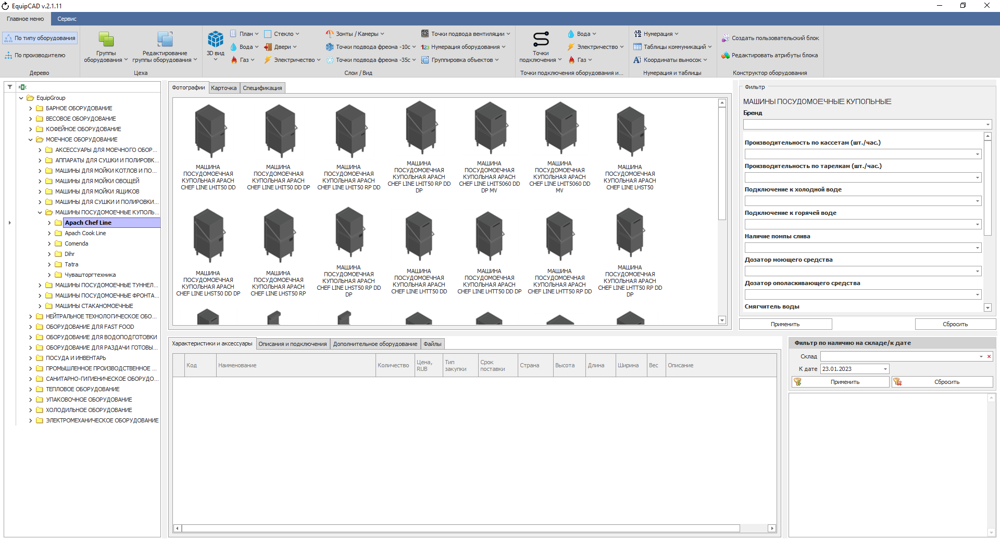 EquipCAD v.2.1.11
Главное меню
Сервис
По типу оборудования
По производителю
Дерево
Группы
оборудования
Редактирование
группы оборудования
Цеха
3D вид
План
Стекло
Зонты / Камеры
Точки подвода вентиляции
Вода
Двери
Точки подвода фреона -10с
Нумерация оборудования
Газ
Электричество
Точки подвода фреона -35с
Группировка объектов
Слои / Вид
Точки
подключения
Вода
Электричество
Газ
Точки подключения оборудования и...
Нумерация
Таблицы коммуникаций
Координаты выносок
Нумерация и таблицы
Создать пользовательский блок
Редактировать атрибуты блока
Конструктор оборудования
EquipGroup
БАРНОЕ ОБОРУДОВАНИЕ
ВЕСОВОЕ ОБОРУДОВАНИЕ
КОФЕЙНОЕ ОБОРУДОВАНИЕ
МОЕЧНОЕ ОБОРУДОВАНИЕ
АКСЕССУАРЫ ДЛЯ МОЕЧНОГО ОБОР...
АППАРАТЫ ДЛЯ СУШКИ И ПОЛИРОВК...
МАШИНЫ ДЛЯ МОЙКИ КОТЛОВ И ПО...
МАШИНЫ ДЛЯ МОЙКИ ОВОЩЕЙ
МАШИНЫ ДЛЯ МОЙКИ ЯЩИКОВ
МАШИНЫ ДЛЯ СУШКИ И ПОЛИРОВКИ...
МАШИНЫ ПОСУДОМОЕЧНЫЕ КУПОЛЬ...
Apach Chef Line
Apach Cook Line
Comenda
Dihr
Tatra
Чувашторгтехника
МАШИНЫ ПОСУДОМОЕЧНЫЕ ТУННЕЛ...
МАШИНЫ ПОСУДОМОЕЧНЫЕ ФРОНТА...
МАШИНЫ СТАКАНОМОЕЧНЫЕ
НЕЙТРАЛЬНОЕ ТЕХНОЛОГИЧЕСКОЕ ОБО...
ОБОРУДОВАНИЕ ДЛЯ FAST FOOD
ОБОРУДОВАНИЕ ДЛЯ ВОДОПОДГОТОВКИ
ОБОРУДОВАНИЕ ДЛЯ РАЗДАЧИ ГОТОВЫ...
ПОСУДА И ИНВЕНТАРЬ
ПРОМЫШЛЕННОЕ ПРОИЗВОДСТВЕННОЕ ...
САНИТАРНО-ГИГИЕНИЧЕСКОЕ ОБОРУДО...
ТЕПЛОВОЕ ОБОРУДОВАНИЕ
УПАКОВОЧНОЕ ОБОРУДОВАНИЕ
ХОЛОДИЛЬНОЕ ОБОРУДОВАНИЕ
ЭЛЕКТРОМЕХАНИЧЕСКОЕ ОБОРУДОВАНИЕ
Фотографии
Карточка
Спецификация
МАШИНА
ПОСУДОМОЕЧНАЯ
КУПОЛЬНАЯ APACH
CHEF LINE LHIT50 DD
МАШИНА
ПОСУДОМОЕЧНАЯ
КУПОЛЬНАЯ APACH
CHEF LINE LHIT50 DD DP
МАШИНА
ПОСУДОМОЕЧНАЯ
КУПОЛЬНАЯ APACH
CHEF LINE LHIT50 RP DD
МАШИНА
ПОСУДОМОЕЧНАЯ
КУПОЛЬНАЯ APACH
CHEF LINE LHIT50 RP DD
DP
МАШИНА
ПОСУДОМОЕЧНАЯ
КУПОЛЬНАЯ APACH
CHEF LINE LHIT5060 DD
DP MV
МАШИНА
ПОСУДОМОЕЧНАЯ
КУПОЛЬНАЯ APACH
CHEF LINE LHIT5060 DD
MV
МАШИНА
ПОСУДОМОЕЧНАЯ
КУПОЛЬНАЯ APACH
CHEF LINE LHST50
МАШИНА
ПОСУДОМОЕЧНАЯ
КУПОЛЬНАЯ APACH
CHEF LINE LHST50 DD DP
МАШИНА
ПОСУДОМОЕЧНАЯ
КУПОЛЬНАЯ APACH
CHEF LINE LHST50 RP
МАШИНА
ПОСУДОМОЕЧНАЯ
КУПОЛЬНАЯ APACH
CHEF LINE LHST50 RP DD
DP
МАШИНА
ПОСУДОМОЕЧНАЯ
КУПОЛЬНАЯ APACH
CHEF LINE LHTT50 DD
МАШИНА
ПОСУДОМОЕЧНАЯ
КУПОЛЬНАЯ APACH
CHEF LINE LHTT50 DD DP
МАШИНА
ПОСУДОМОЕЧНАЯ
КУПОЛЬНАЯ APACH
CHEF LINE LHTT50 RP DD
МАШИНА
ПОСУДОМОЕЧНАЯ
КУПОЛЬНАЯ APACH
CHEF LINE LHTT50 RP DD
DP
Фильтр
МАШИНЫ ПОСУДОМОЕЧНЫЕ КУПОЛЬНЫЕ
Бренд
Производительность по кассетам (шт./час.)
Производительность по тарелкам (шт./час.)
Подключение к холодной воде
Подключение к горячей воде
Наличие помпы слива
Дозатор моющего средства
Дозатор ополаскивающего средства
Смягчитель воды
Применить
Сбросить
Характеристики и аксессуары
Описания и подключения
Дополнительное оборудование
Файлы
Код
Наименование
Количество
Цена,
RUB
Тип
закупки
Срок
поставки
Страна
Высота
Длина
Ширина
Вес
Описание
Фильтр по наличию на складе/к дате
Склад
К дате
23.01.2023
Применить
Сбросить